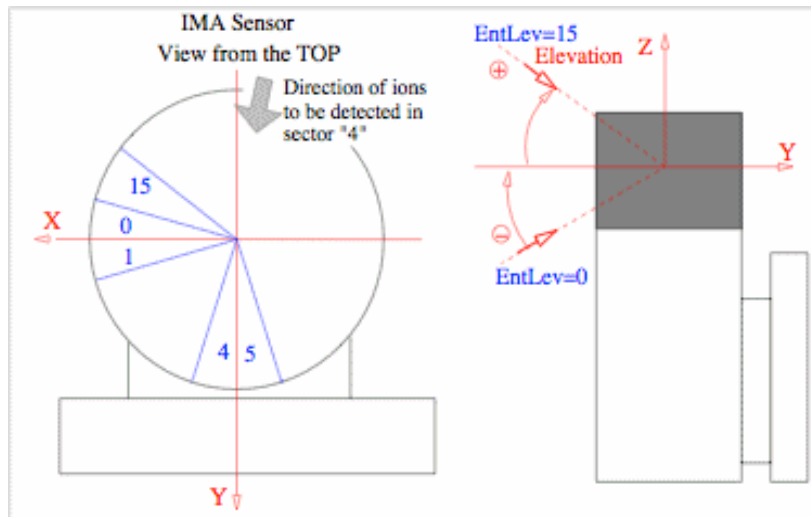 IMA Sensor
View from the TOP
Direction of ions
to be detected in
sector "4"
15
0
1
X
4
5
Y
EntLev=15
Z
Elevation
⊕
Y
⊖
EntLev=0